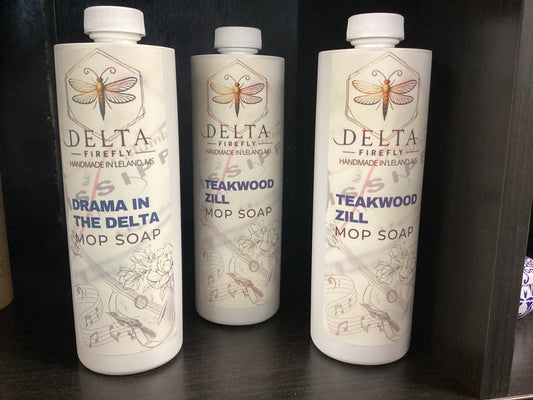 DELTA
FIREFLY
HANDMADE IN LELAND, MS
DRAMA IN
THE DELTA
MOP SOAP
DELTA
FIREFLY
HANDMADE IN LELAND, MS
TEAKWOOD
ZILL
MOP SOAP
DELTA
FIREFLY
HANDMADE IN LELAND, MS
TEAKWOOD
ZILL
MOP SOAP